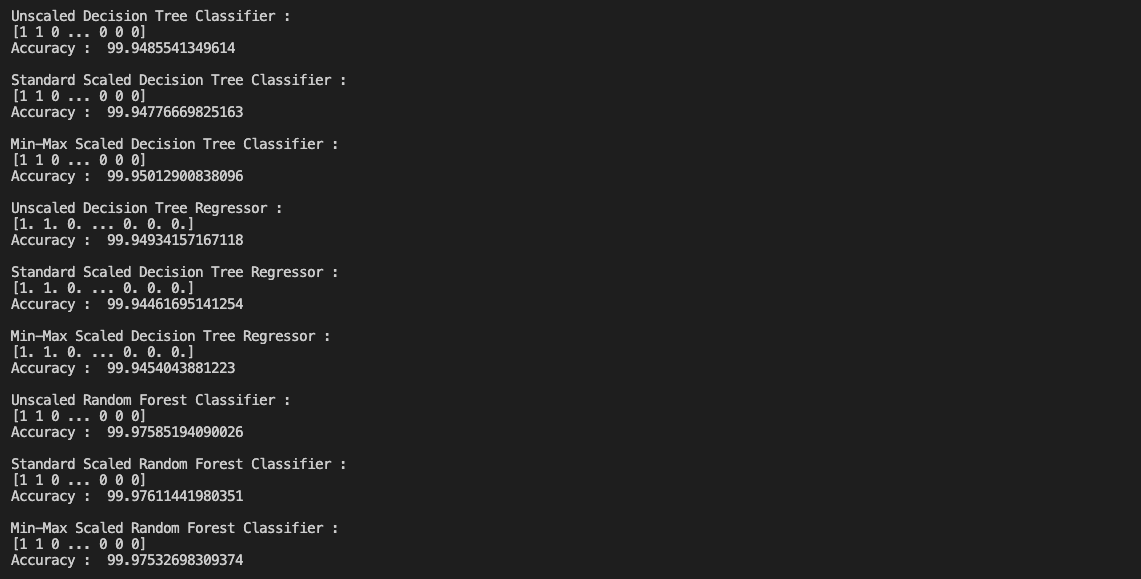 Unscaled Decision Tree Classifier :
[1 1 0 ... 0 0 0]
Accuracy :  99.9485541349614
Standard Scaled Decision Tree Classifier :
[1 1 0 ... 0 0 0]
Accuracy :  99.94776669825163
Min-Max Scaled Decision Tree Classifier :
[1 1 0 ... 0 0 0]
Accuracy :  99.95012900838096
Unscaled Decision Tree Regressor :
[1. 1. 0. ... 0. 0. 0.]
Accuracy :  99.94934157167118
Standard Scaled Decision Tree Regressor :
[1. 1. 0. ... 0. 0. 0.]
Accuracy :  99.94461695141254
Min-Max Scaled Decision Tree Regressor :
[1. 1. 0. ... 0. 0. 0.]
Accuracy :  99.9454043881223
Unscaled Random Forest Classifier :
[1 1 0 ... 0 0 0]
Accuracy :  99.97585194090026
Standard Scaled Random Forest Classifier :
[1 1 0 ... 0 0 0]
Accuracy :  99.97611441980351
Min-Max Scaled Random Forest Classifier :
[1 1 0 ... 0 0 0]
Accuracy :  99.97532698309374